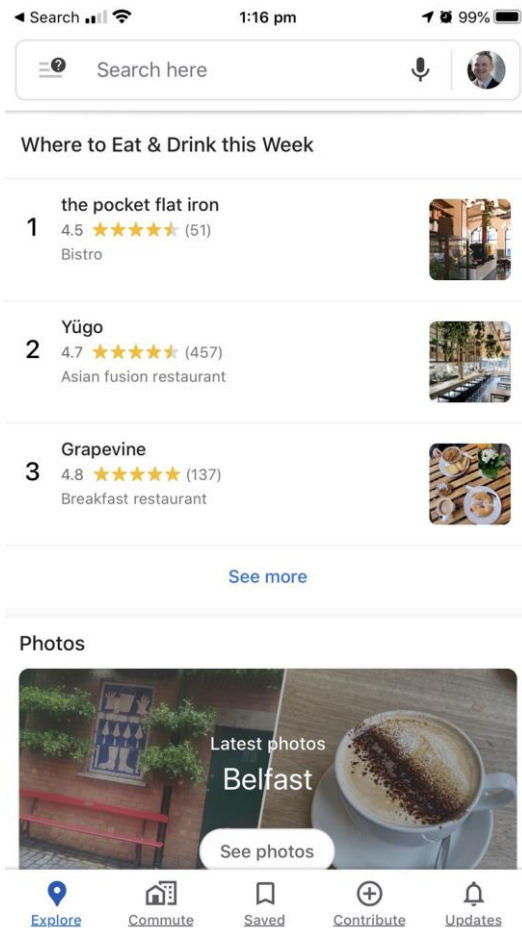 Search
1:16 pm
99%
?
Search here
Where to Eat & Drink this Week
1
the pocket flat iron
4.5 (51)
Bistro
2
Yügo
4.7 (457)
Asian fusion restaurant
3
Grapevine
4.8 (137)
Breakfast restaurant
See more
Photos
Latest photos
Belfast
See photos
Explore
Commute
Saved
Contribute
Updates